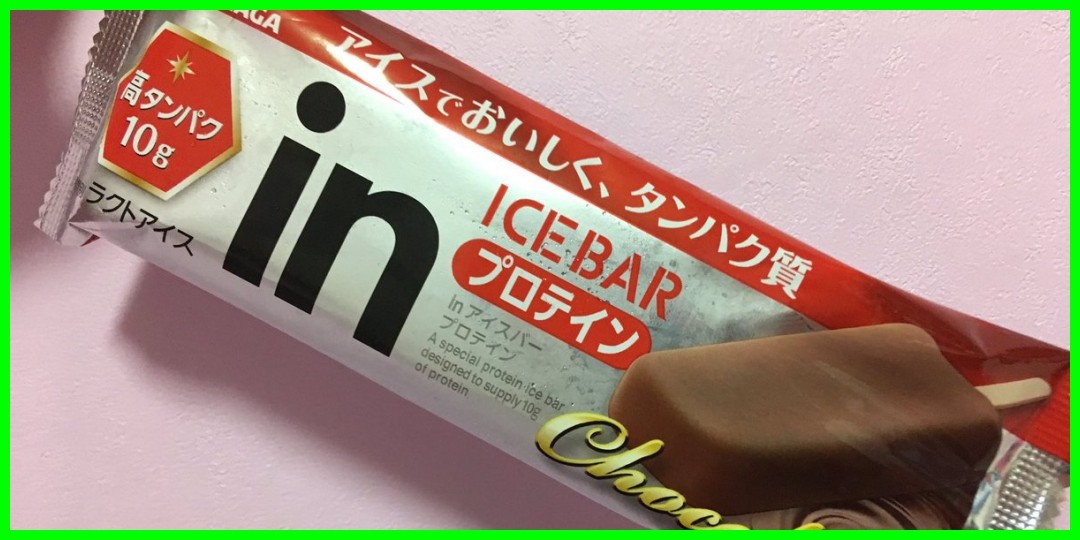 アイスでおいしく、タンパク質
高タンパク
10g
ラクトアイス
in
ICE BAR
プロテイン
inアイスバー
プロテイン
A special protein ice bar
designed to supply 10g
of protein